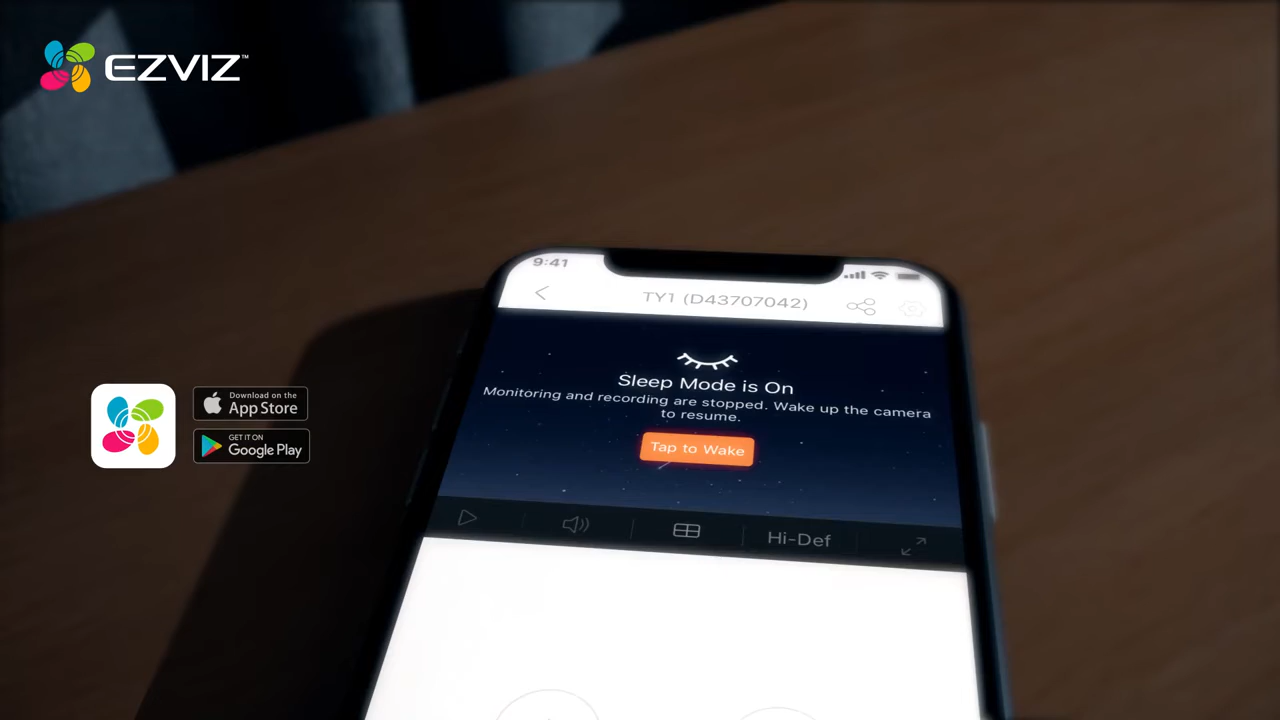 EZVIZ™
9:41
TY1 (D43707042)
Sleep Mode is On
Monitoring and recording are stopped. Wake up the camera
to resume.
Tap to Wake
Hi-Def
Download on the
App Store
GET IT ON
Google Play